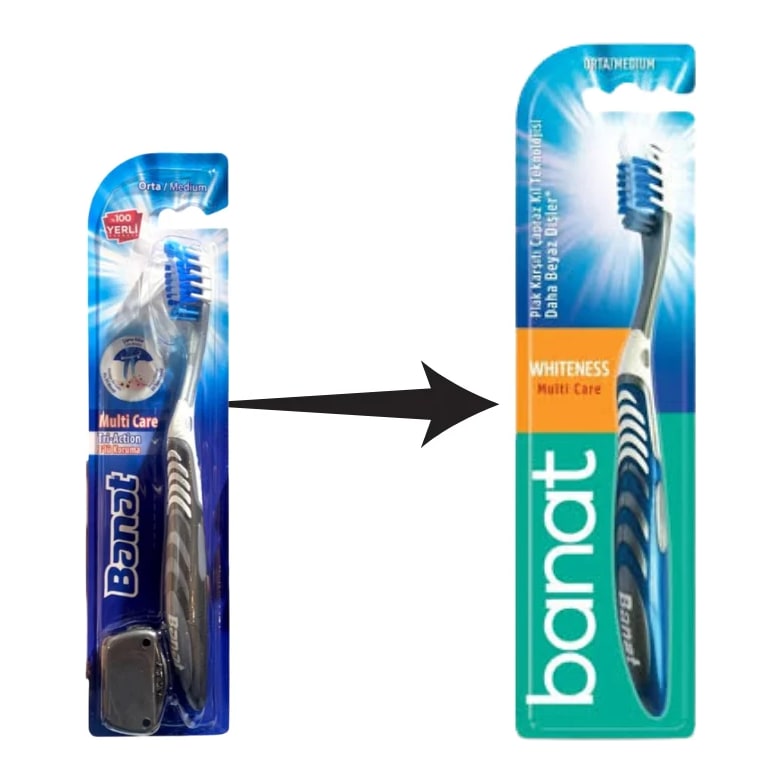 Orta / Medium
%100
YERLİ
Multi Care
Tri-Action
Banat
Banat
ORTA/MEDIUM
Plak Karşıtı Çapraz Kıl Teknolojisi
Daha Beyaz Dişler*
WHITENESS
Multi Care
banat
Banat